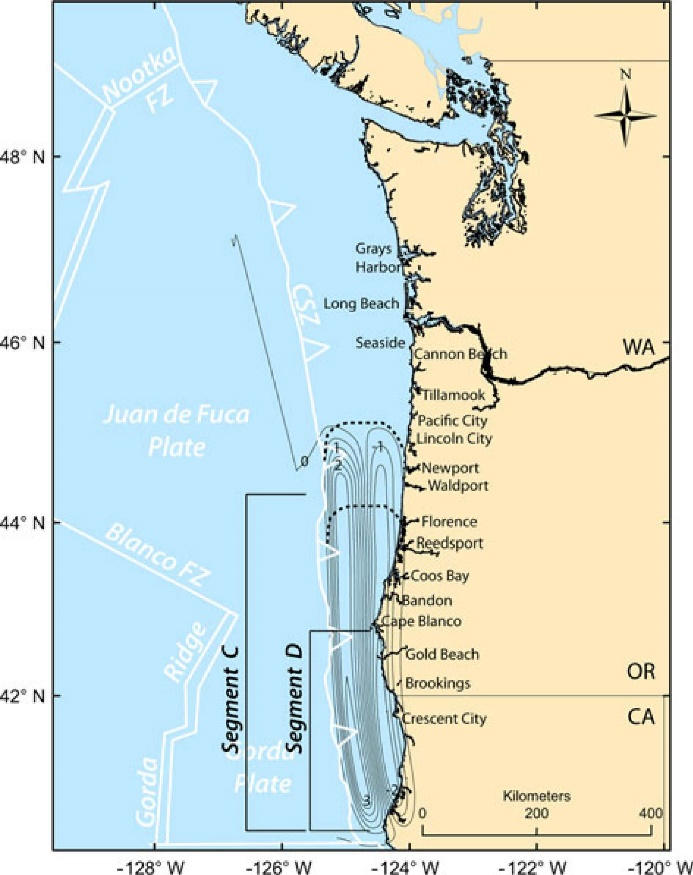 Nootka
FZ
N
48° N
Grays
Harbor
Long Beach
CSZ
46° N
Seaside
WA
Cannon Beach
Juan de Fuca
Plate
Tillamook
Pacific City
Lincoln City
0
1
2
-1
Newport
Waldport
44° N
Florence
Reedsport
Blanco FZ
Coos Bay
Bandon
Cape Blanco
Segment C
Segment D
Ridge
Gold Beach
OR
Brookings
42° N
CA
Crescent City
Gorda
Plate
Gorda
3
-2
Kilometers
0 200 400
-128° W -126° W -124° W -122° W -120° W